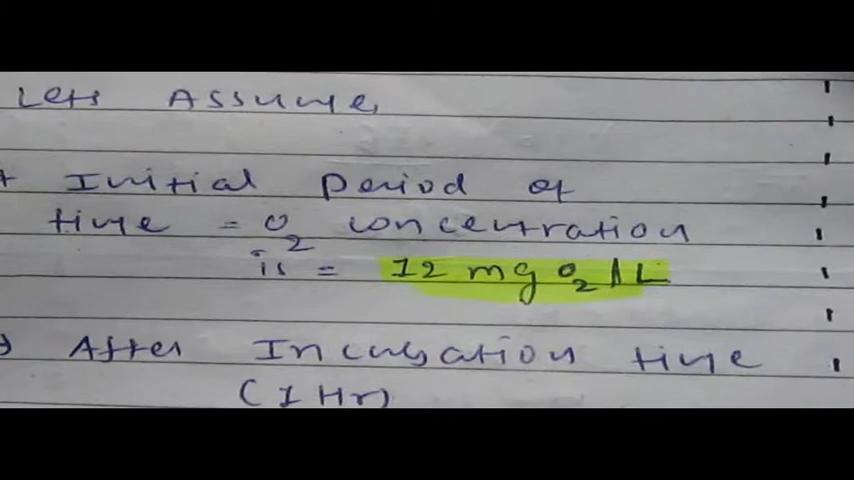 Lets Assume,
Initial period of
time = O2 concentration
is = 12 mg O2/L
After Incubation time
(1 Hr)